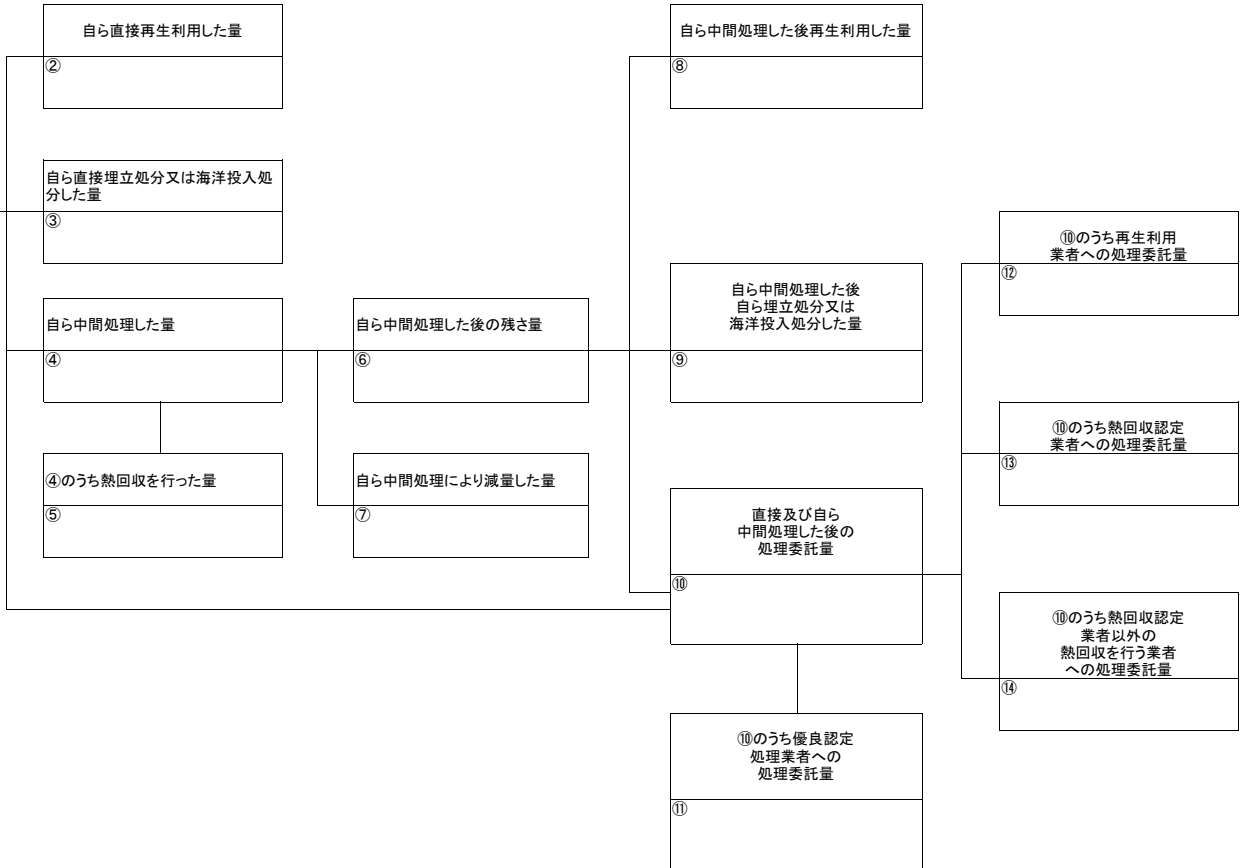 自ら直接再生利用した量
②
自ら直接埋立処分又は海洋投入処
分した量
③
自ら中間処理した量
④
④のうち熱回収を行った量
⑤
自ら中間処理した後の残さ量
⑥
自ら中間処理により減量した量
⑦
自ら中間処理した後再生利用した量
⑧
自ら中間処理した後
自ら埋立処分又は
海洋投入処分した量
⑨
直接及び自ら
中間処理した後の
処理委託量
⑩
⑩のうち優良認定
処理業者への
処理委託量
⑪
⑩のうち再生利用
業者への処理委託量
⑫
⑩のうち熱回収認定
業者への処理委託量
⑬
⑩のうち熱回収認定
業者以外の
熱回収を行う業者
への処理委託量
⑭